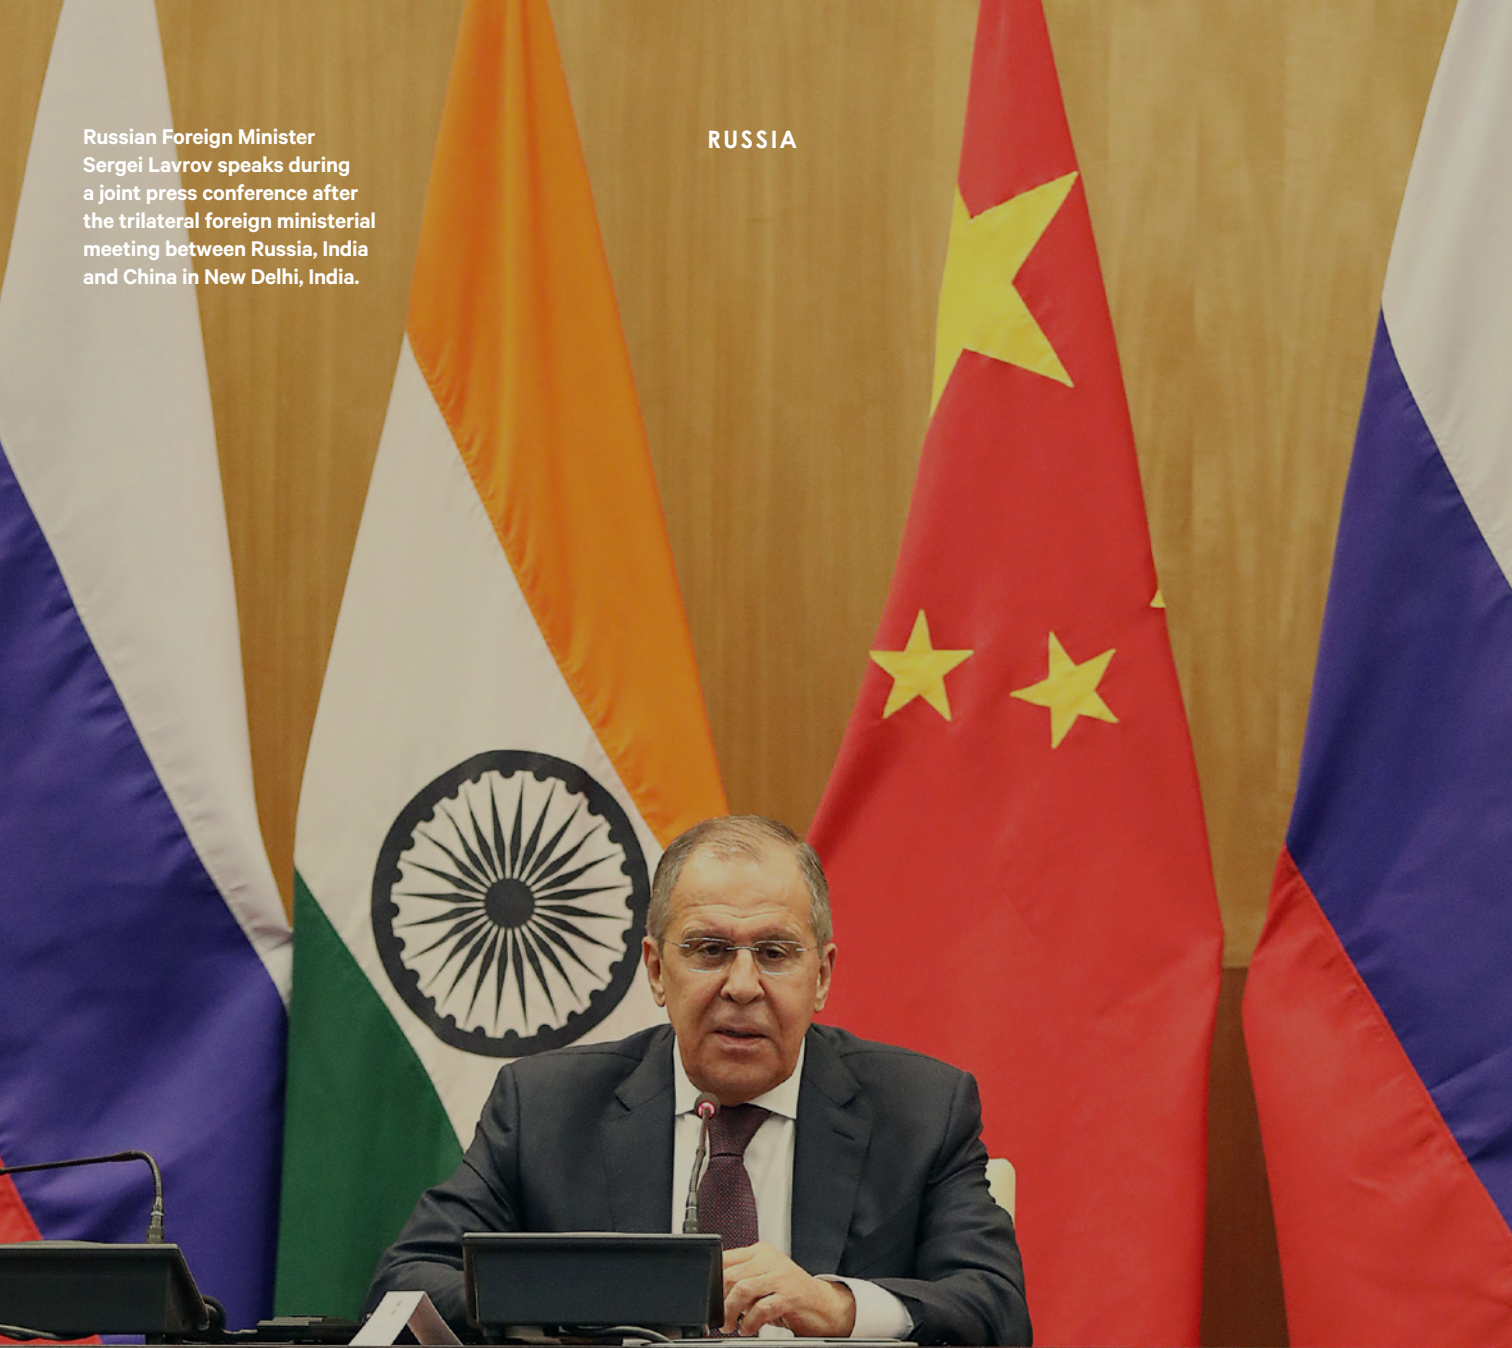 Russian Foreign Minister
Sergei Lavrov speaks during
a joint press conference after
the trilateral foreign ministerial
meeting between Russia, India
and China in New Delhi, India.
RUSSIA